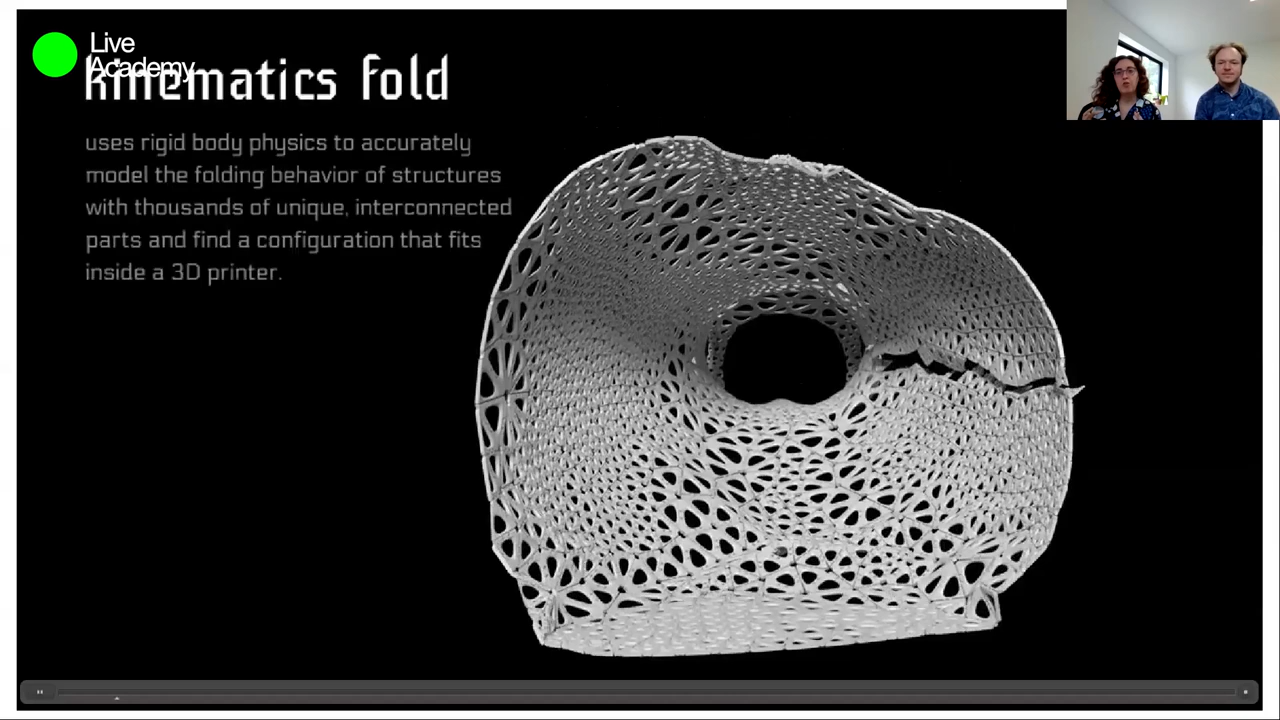 Live
Academy
kinematics fold
uses rigid body physics to accurately
model the folding behavior of structures
with thousands of unique, interconnected
parts and find a configuration that fits
inside a 3D printer.